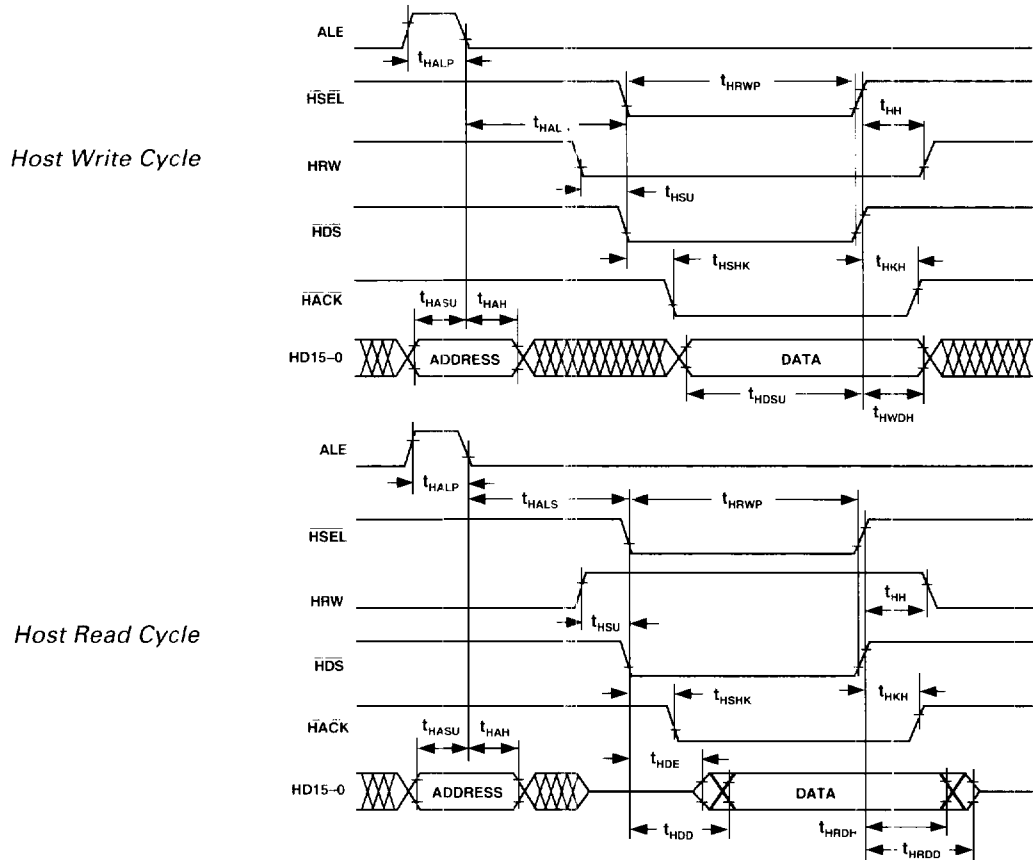 ALE
tHALP
HSEL
tHRWP
tHH
tHAL
Host Write Cycle
HRW
tHSU
HDS
tHSHK
tHKH
HACK
tHASU
tHAH
HD15-0
ADDRESS
DATA
tHDSU
tHWDH
ALE
tHALP
tHALS
tHRWP
HSEL
HRW
tHH
Host Read Cycle
tHSU
HDS
tHSHK
tHKH
HACK
tHASU
tHAH
tHDE
HD15-0
ADDRESS
DATA
tHDD
tHRDH
tHRDD